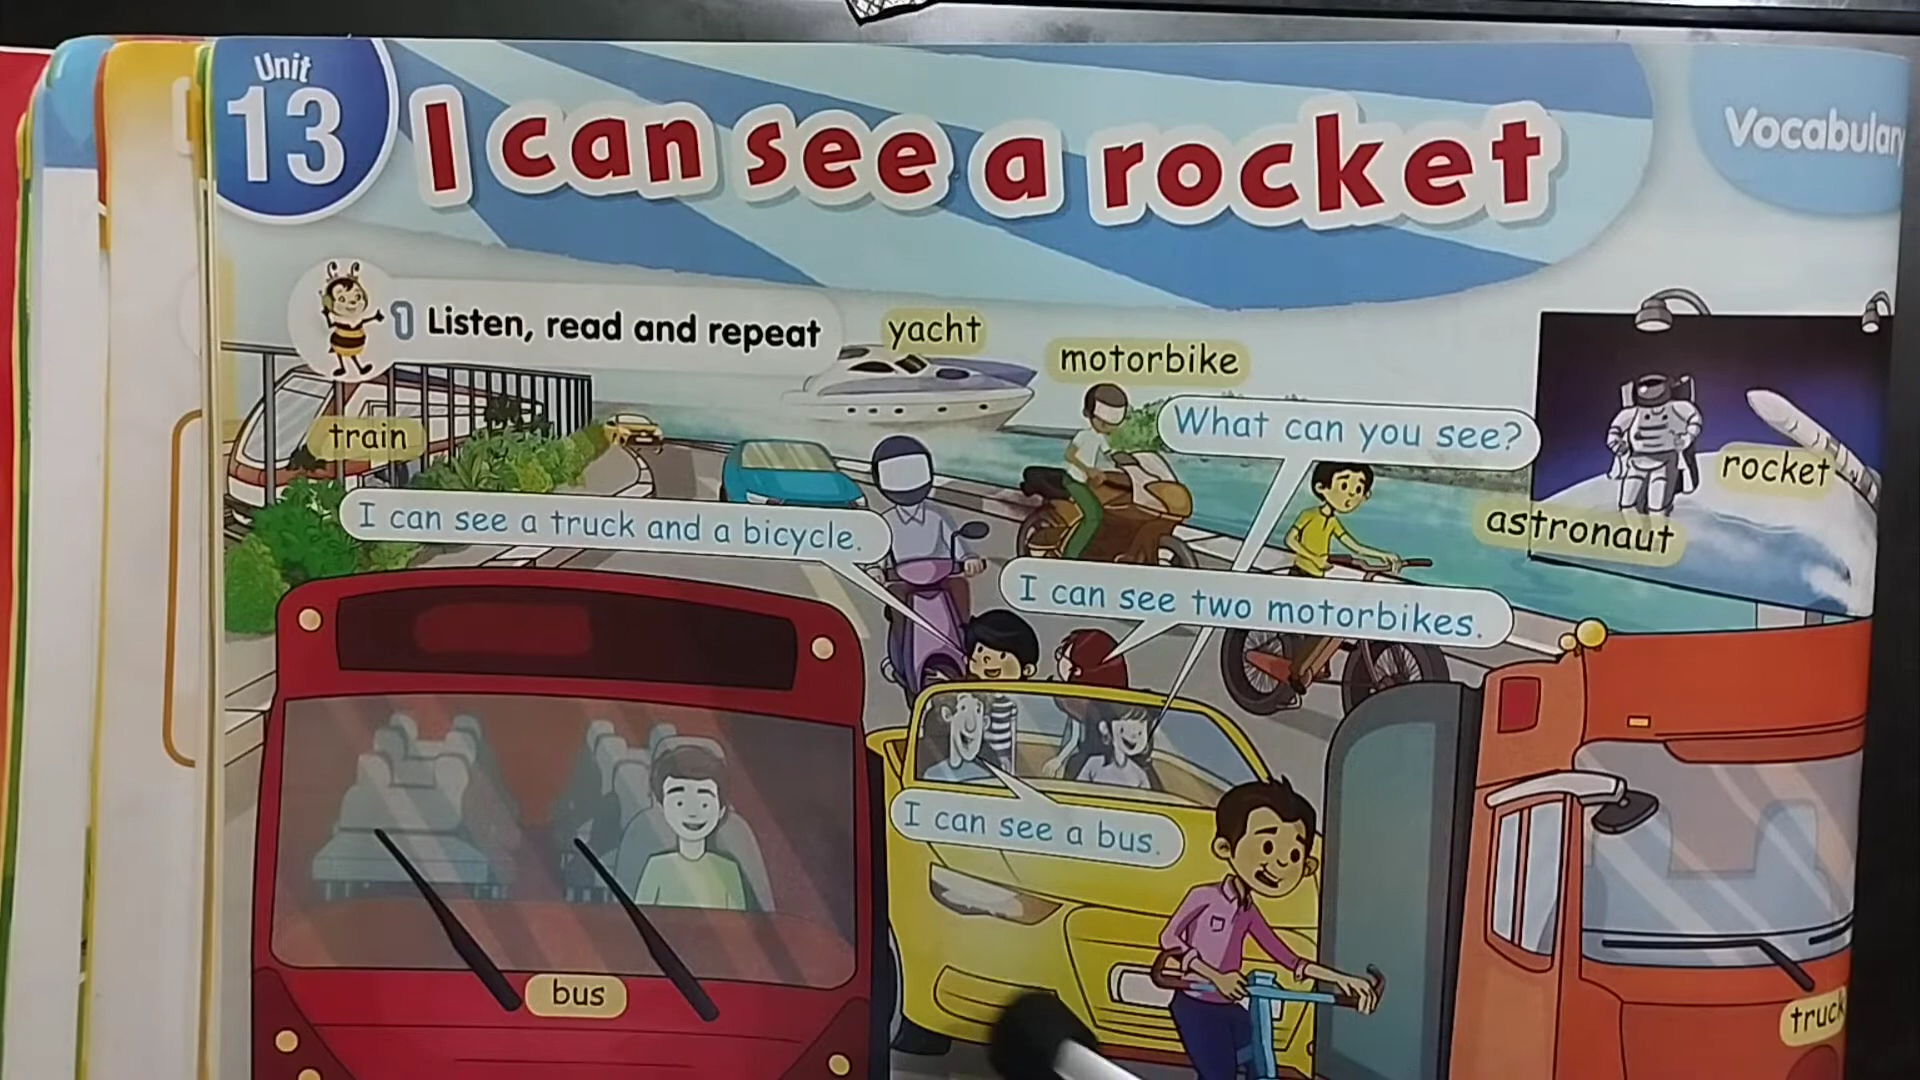 Unit
13
I can see a rocket
Vocabulary
1 Listen, read and repeat
yacht
motorbike
What can you see?
train
rocket
I can see a truck and a bicycle.
astronaut
I can see two motorbikes.
I can see a bus.
bus
truck